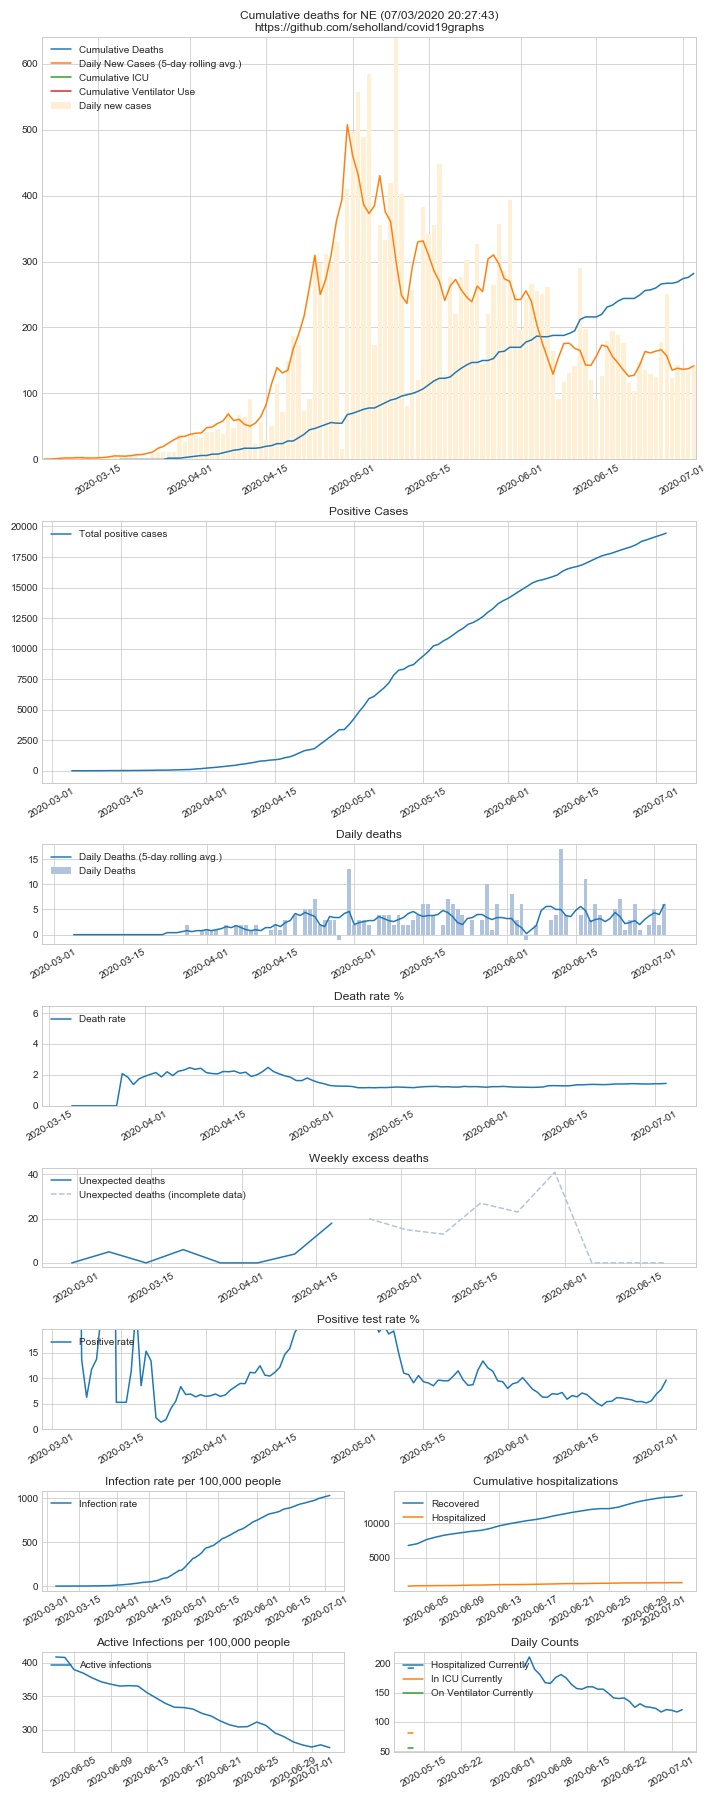 Cumulative deaths for NE (07/03/2020 20:27:43)
https://github.com/seholland/covid19graphs
Cumulative Deaths
Daily New Cases (5-day rolling avg.)
Cumulative ICU
Cumulative Ventilator Use
Daily new cases
600
500
400
300
200
100
0
2020-03-15 2020-04-01 2020-04-15 2020-05-01 2020-05-15 2020-06-01 2020-06-15 2020-07-01
Positive Cases
Total positive cases
20000
17500
15000
12500
10000
7500
5000
2500
0
2020-03-01 2020-03-15 2020-04-01 2020-04-15 2020-05-01 2020-05-15 2020-06-01 2020-06-15 2020-07-01
Daily deaths
Daily Deaths (5-day rolling avg.)
Daily Deaths
15
10
5
0
2020-03-01 2020-03-15 2020-04-01 2020-04-15 2020-05-01 2020-05-15 2020-06-01 2020-06-15 2020-07-01
Death rate %
Death rate
6
4
2
0
2020-03-15 2020-04-01 2020-04-15 2020-05-01 2020-05-15 2020-06-01 2020-06-15 2020-07-01
Weekly excess deaths
Unexpected deaths
Unexpected deaths (incomplete data)
40
20
0
2020-03-01 2020-03-15 2020-04-01 2020-04-15 2020-05-01 2020-05-15 2020-06-01 2020-06-15
Positive test rate %
Positive rate
15
10
5
0
2020-03-01 2020-03-15 2020-04-01 2020-04-15 2020-05-01 2020-05-15 2020-06-01 2020-06-15 2020-07-01
Infection rate per 100,000 people
Infection rate
1000
500
0
2020-03-01 2020-03-15 2020-04-01 2020-04-15 2020-05-01 2020-05-15 2020-06-01 2020-06-15 2020-07-01
Cumulative hospitalizations
Recovered
Hospitalized
10000
5000
2020-06-05 2020-06-09 2020-06-13 2020-06-17 2020-06-21 2020-06-25 2020-06-29 2020-07-01
Active Infections per 100,000 people
Active infections
400
350
300
2020-06-05 2020-06-09 2020-06-13 2020-06-17 2020-06-21 2020-06-25 2020-06-29 2020-07-01
Daily Counts
Hospitalized Currently
In ICU Currently
On Ventilator Currently
200
150
100
50
2020-05-15 2020-05-22 2020-06-01 2020-06-08 2020-06-15 2020-06-22 2020-07-01